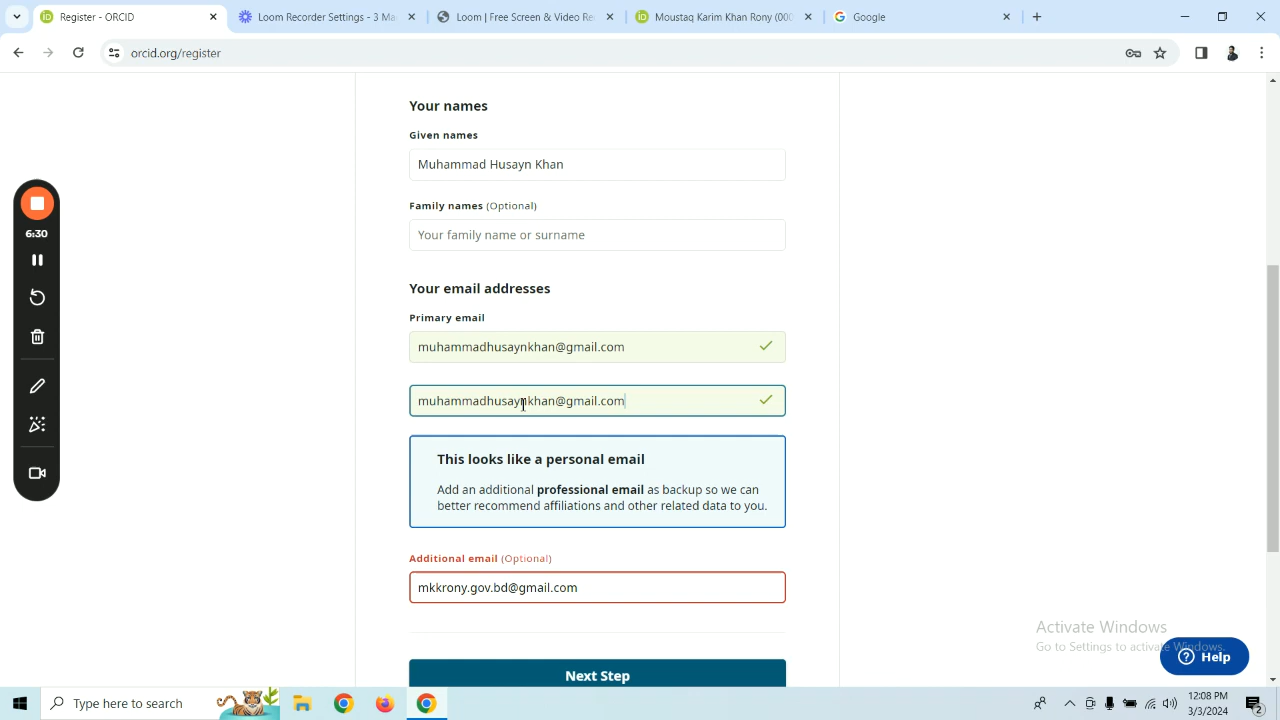 Register - ORCID
Loom Recorder Settings - 3 Ma
Loom | Free Screen & Video Re
Moustaq Karim Khan Rony (000
Google
orcid.org/register
Your names
Given names
Muhammad Husayn Khan
Family names (Optional)
Your family name or surname
Your email addresses
Primary email
muhammadhusaynkhan@gmail.com
muhammadhusaynkhan@gmail.com
This looks like a personal email
Add an additional professional email as backup so we can
better recommend affiliations and other related data to you.
Additional email (Optional)
mkkrony.gov.bd@gmail.com
Next Step
6:30
Activate Windows
Go to Settings to activate Windows.
Help
Type here to search
12:08 PM
3/3/2024
2